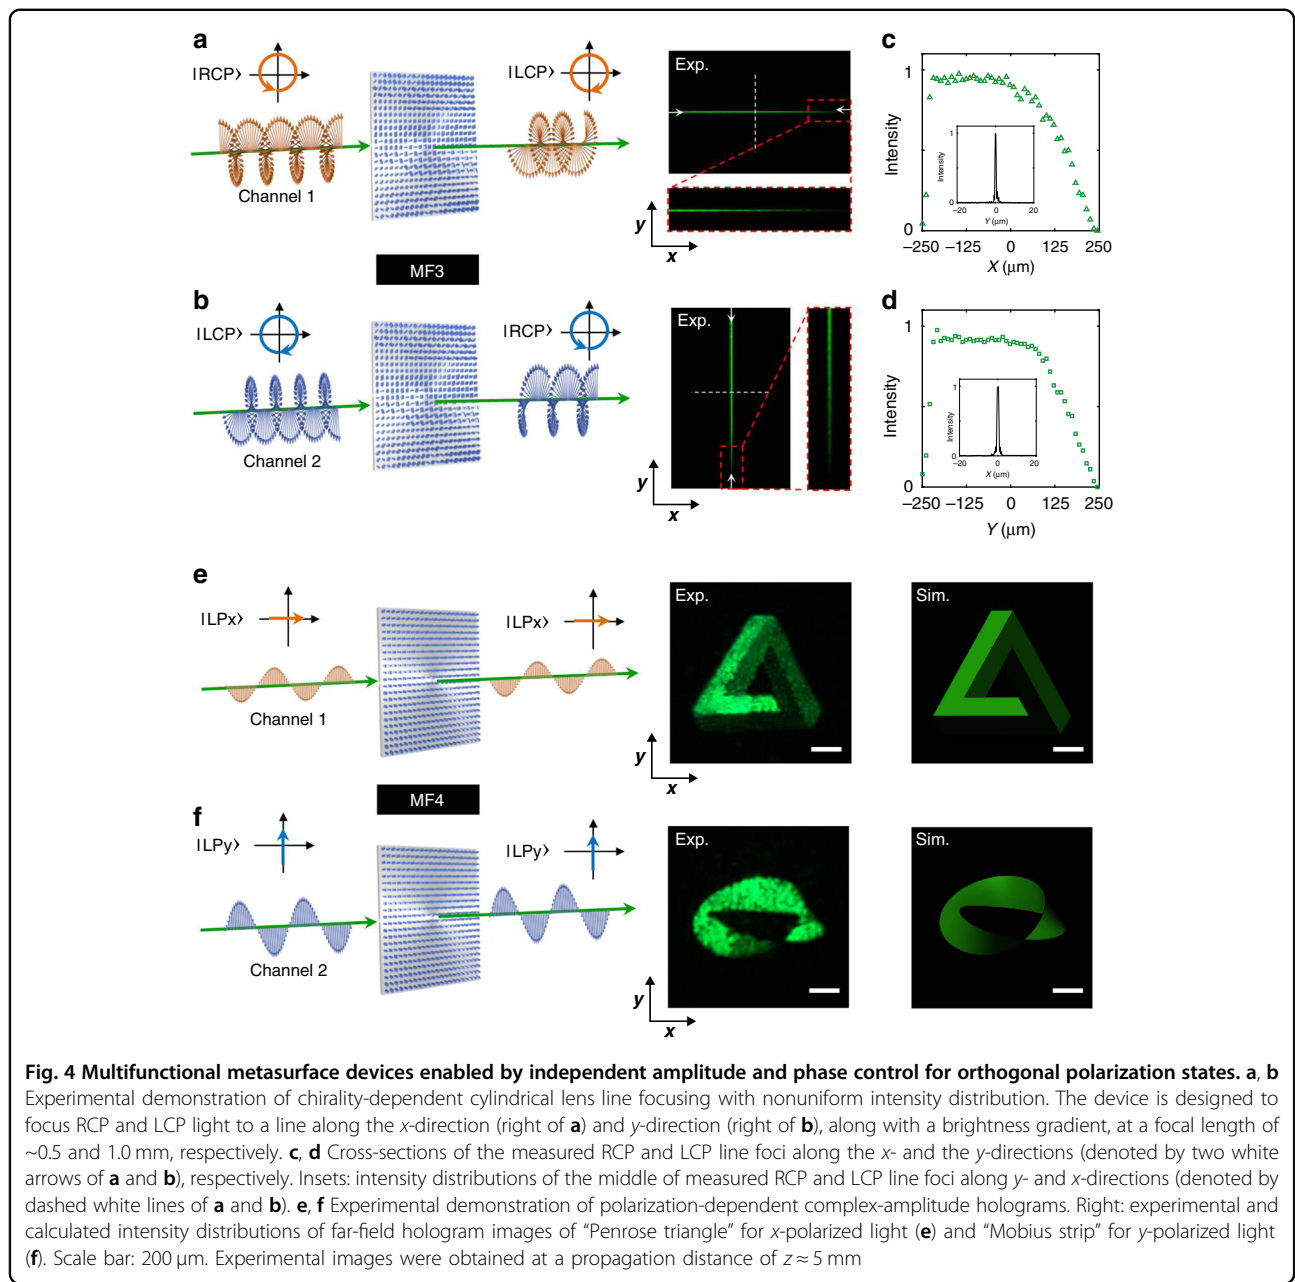 a
|RCP〉
|LCP〉
Channel 1
Exp.
y
x
c
Intensity
1
0
−250
−125
0
125
250
X (μm)
Intensity
1
0
−20
20
Y (μm)
MF3
b
|LCP〉
|RCP〉
Channel 2
Exp.
y
x
d
Intensity
1
0
−250
−125
0
125
250
Y (μm)
Intensity
1
0
−20
0
20
X (μm)
e
|LPx〉
|LPx〉
Channel 1
Exp.
Sim.
y
x
MF4
f
|LPy〉
|LPy〉
Channel 2
Exp.
Sim.
y
x
Fig. 4 Multifunctional metasurface devices enabled by independent amplitude and phase control for orthogonal polarization states. a, b
Experimental demonstration of chirality-dependent cylindrical lens line focusing with nonuniform intensity distribution. The device is designed to
focus RCP and LCP light to a line along the x-direction (right of a) and y-direction (right of b), along with a brightness gradient, at a focal length of
~0.5 and 1.0 mm, respectively. c, d Cross-sections of the measured RCP and LCP line foci along the x- and the y-directions (denoted by two white
arrows of a and b), respectively. Insets: intensity distributions of the middle of measured RCP and LCP line foci along y- and x-directions (denoted by
dashed white lines of a and b). e, f Experimental demonstration of polarization-dependent complex-amplitude holograms. Right: experimental and
calculated intensity distributions of far-field hologram images of “Penrose triangle” for x-polarized light (e) and “Mobius strip” for y-polarized light
(f). Scale bar: 200 μm. Experimental images were obtained at a propagation distance of z ≈ 5 mm